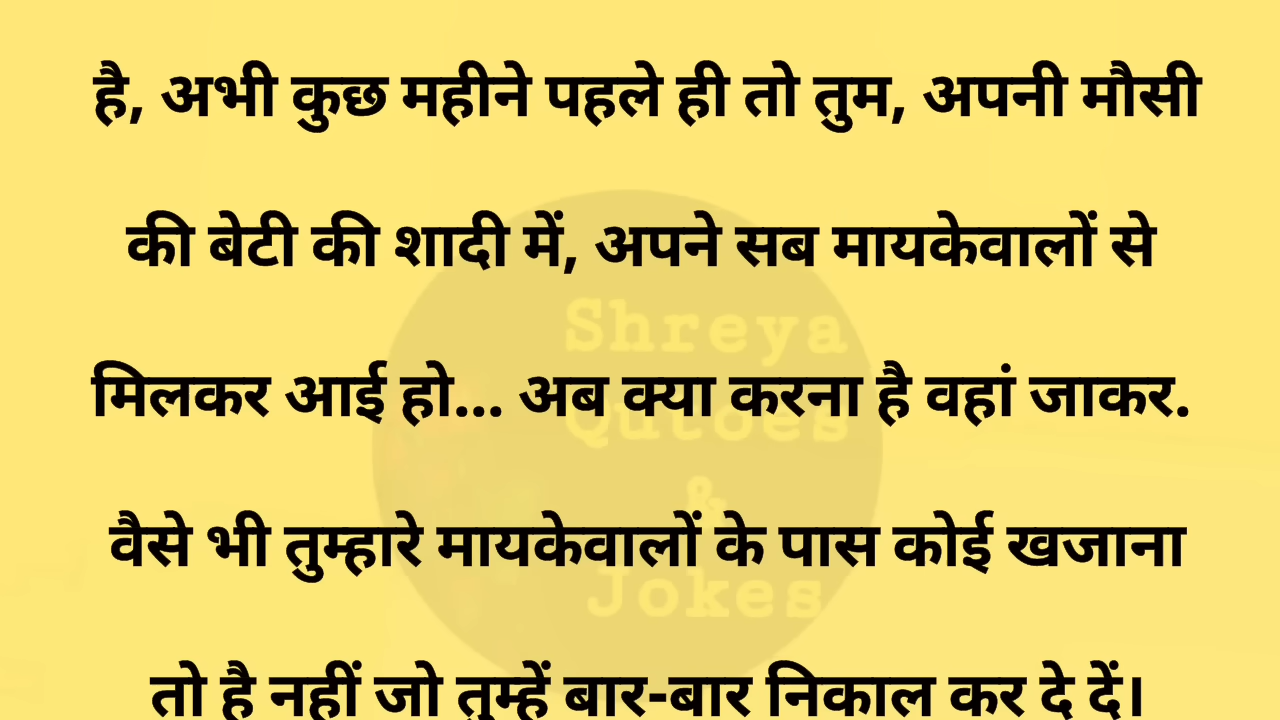 है, अभी कुछ महीने पहले ही तो तुम, अपनी मौसी
की बेटी की शादी में, अपने सब मायकेवालों से
Shreya
मिलकर आई हो... अब क्या करना है वहां जाकर.
Qutoes
&
वैसे भी तुम्हारे मायकेवालों के पास कोई खजाना
Jokes
तो है नहीं जो तुम्हें बार-बार निकाल कर दे दें।